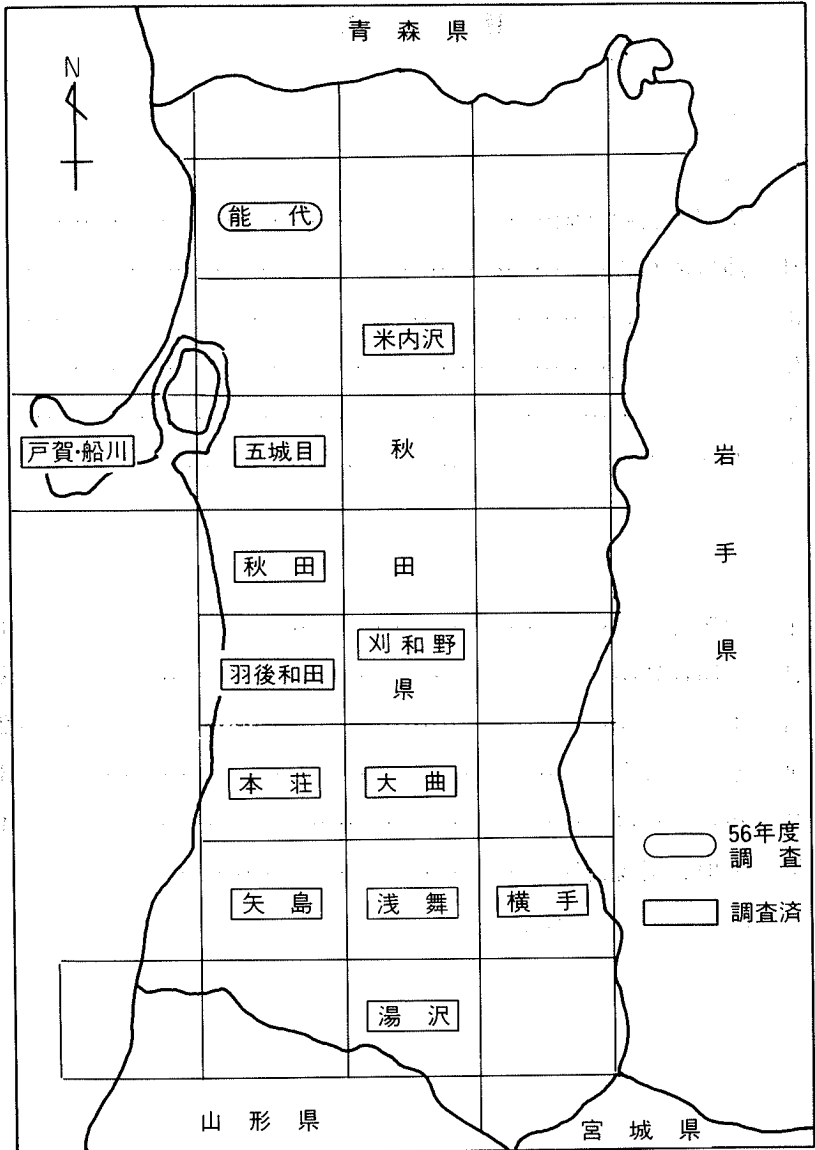 青森県
N
能代
米内沢
戸賀・船川
五城目
秋
岩
秋田
田
手
刈和野
県
羽後和田
県
本荘
大曲
56年度
調査
矢島
浅舞
横手
調査済
湯沢
山形県
宮城県